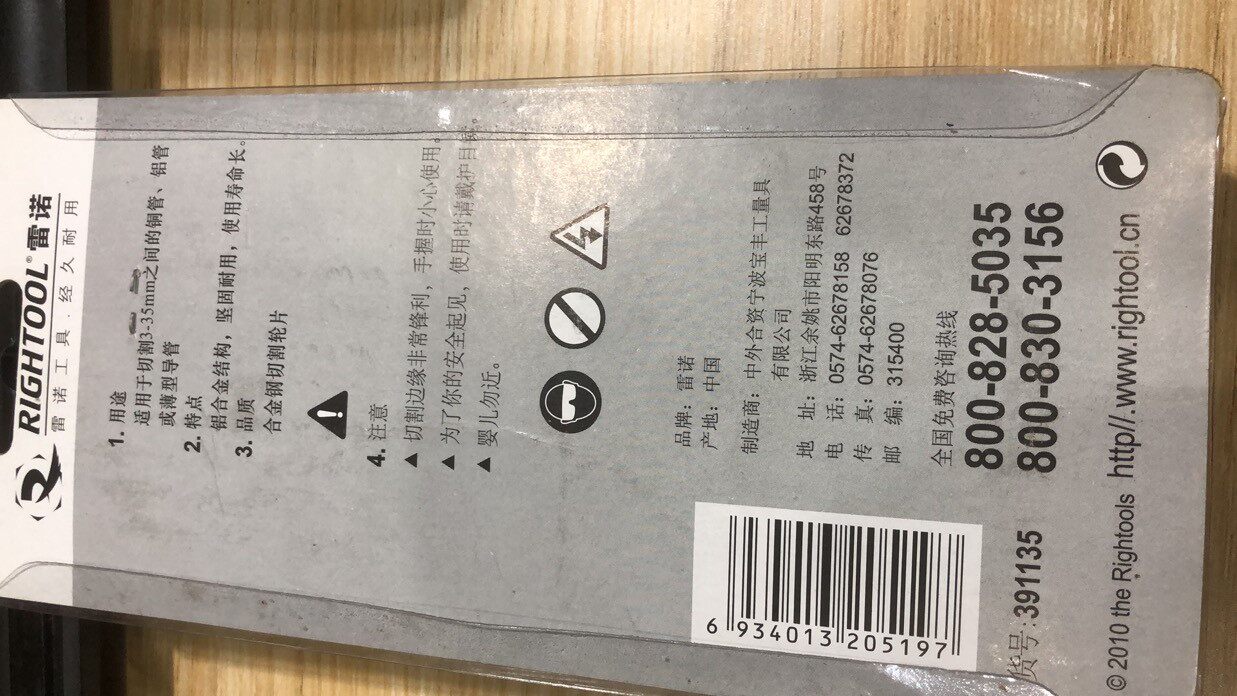 RIGHTOOL® 雷诺
雷诺工具.经久耐用
1. 用途
适用于切割3-35mm之间的铜管、铝管
或薄型导管
2. 特点
铝合金结构，坚固耐用，使用寿命长。
3. 品质
合金钢切割轮片
4. 注意
▲ 切割边缘非常锋利，手握时小心使用。
▲ 为了你的安全起见，使用时请戴护目镜。
▲ 婴儿勿近。
品牌：雷诺
产地：中国
制造商：中外合资宁波宝丰工量具
有限公司
地 址：浙江余姚市阳明东路458号
电 话：0574-62678158 62678372
传 真：0574-62678076
邮 编：315400
全国免费咨询热线
800-828-5035
800-830-3156
6 934013 205197
货号：391135
© 2010 the Rightools http//.www.rightool.cn